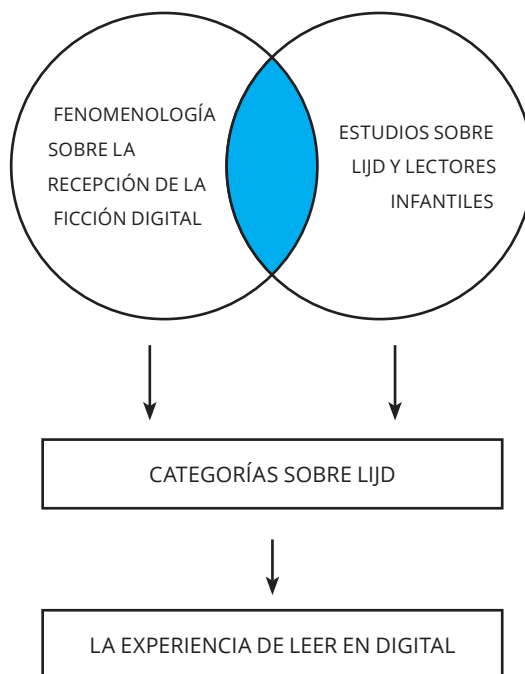 FENOMENOLOGÍA
SOBRE LA
RECEPCIÓN DE LA
FICCIÓN DIGITAL
ESTUDIOS SOBRE
LIJD Y LECTORES
INFANTILES
CATEGORÍAS SOBRE LIJD
LA EXPERIENCIA DE LEER EN DIGITAL